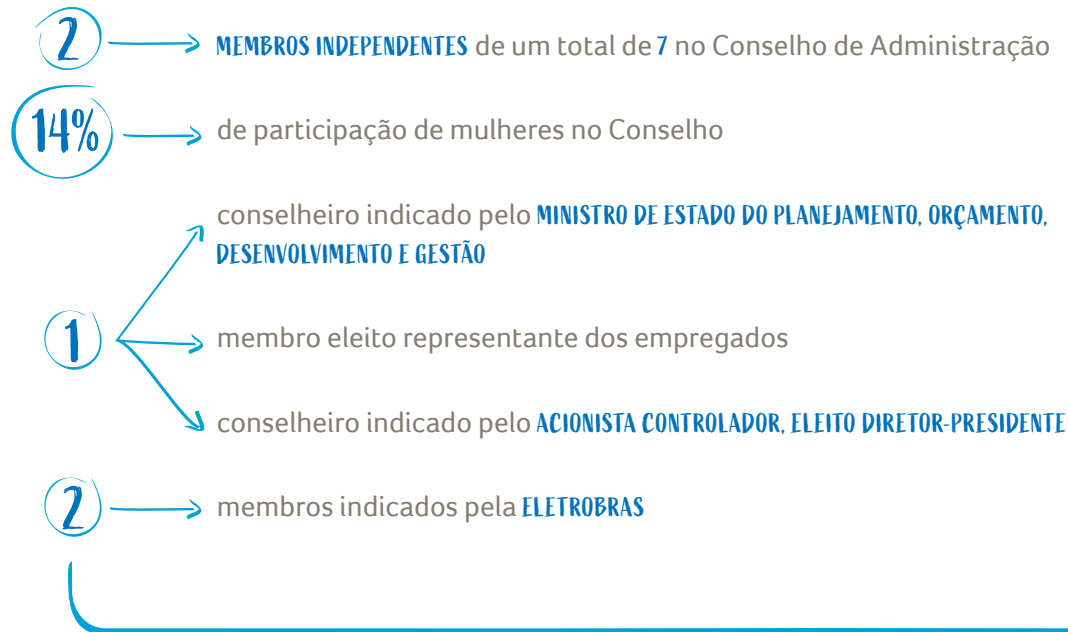 2 MEMBROS INDEPENDENTES de um total de 7 no Conselho de Administração
14% de participação de mulheres no Conselho
conselheiro indicado pelo MINISTRO DE ESTADO DO PLANEJAMENTO, ORÇAMENTO,
DESENVOLVIMENTO E GESTÃO
1 membro eleito representante dos empregados
conselheiro indicado pelo ACIONISTA CONTROLADOR, ELEITO DIRETOR-PRESIDENTE
2 membros indicados pela ELETROBRAS